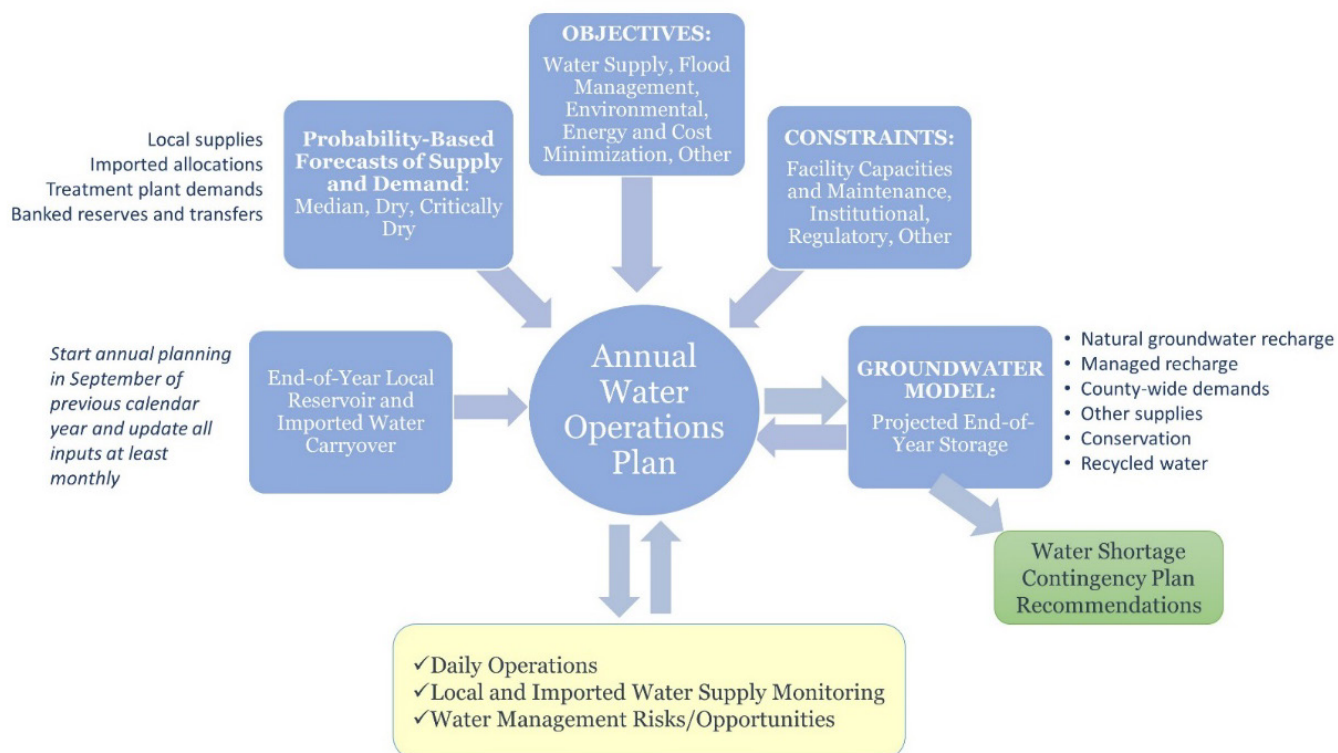 OBJECTIVES:
Water Supply, Flood
Management,
Environmental,
Energy and Cost
Minimization, Other
Local supplies
Imported allocations
Treatment plant demands
Banked reserves and transfers
Probability-Based
Forecasts of Supply
and Demand:
Median, Dry, Critically
Dry
CONSTRAINTS:
Facility Capacities
and Maintenance,
Institutional,
Regulatory, Other
Start annual planning
in September of
previous calendar
year and update all
inputs at least
monthly
End-of-Year Local
Reservoir and
Imported Water
Carryover
Annual
Water
Operations
Plan
GROUNDWATER
MODEL:
Projected End-of-
Year Storage
• Natural groundwater recharge
• Managed recharge
• County-wide demands
• Other supplies
• Conservation
• Recycled water
Water Shortage
Contingency Plan
Recommendations
✓Daily Operations
✓Local and Imported Water Supply Monitoring
✓Water Management Risks/Opportunities